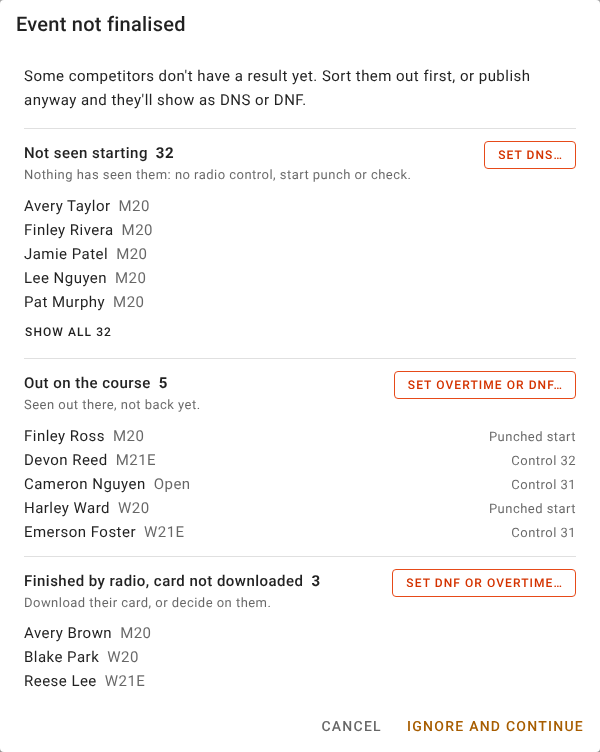 Event not finalised
Some competitors don't have a result yet. Sort them out first, or publish
anyway and they'll show as DNS or DNF.
Not seen starting 32
SET DNS…
Nothing has seen them: no radio control, start punch or check.
Avery Taylor M20
Finley Rivera M20
Jamie Patel M20
Lee Nguyen M20
Pat Murphy M20
SHOW ALL 32
Out on the course 5
SET OVERTIME OR DNF…
Seen out there, not back yet.
Finley Ross M20 Punched start
Devon Reed M21E Control 32
Cameron Nguyen Open Control 31
Harley Ward W20 Punched start
Emerson Foster W21E Control 31
Finished by radio, card not downloaded 3
SET DNF OR OVERTIME…
Download their card, or decide on them.
Avery Brown M20
Blake Park W20
Reese Lee W21E
CANCEL IGNORE AND CONTINUE